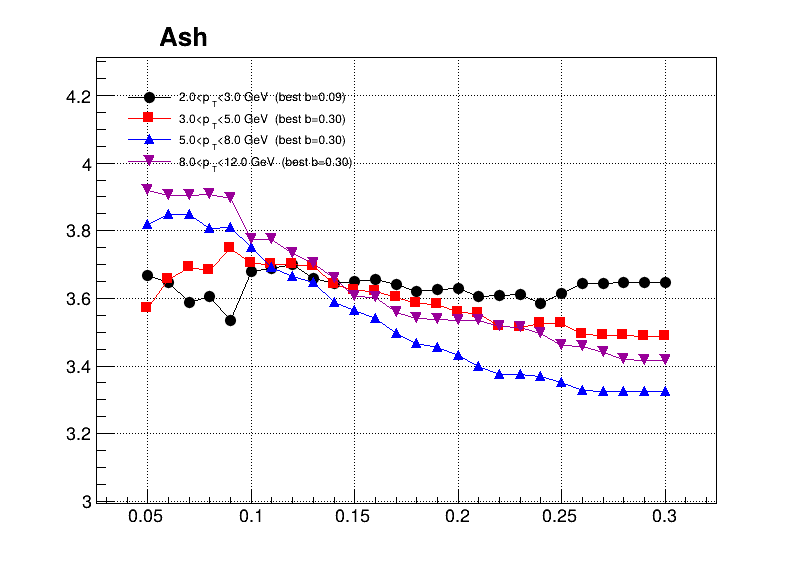 Ash
2.0<p_T<3.0 GeV (best b=0.09)
3.0<p_T<5.0 GeV (best b=0.30)
5.0<p_T<8.0 GeV (best b=0.30)
8.0<p_T<12.0 GeV (best b=0.30)
4.2
4
3.8
3.6
3.4
3.2
3
0.05 0.1 0.15 0.2 0.25 0.3